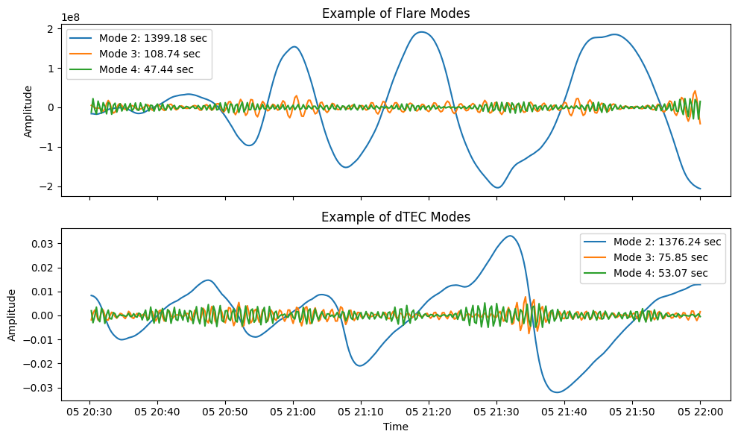 Example of Flare Modes
1e8
2
1
0
−1
−2
Amplitude
Mode 2: 1399.18 sec
Mode 3: 108.74 sec
Mode 4: 47.44 sec
Example of dTEC Modes
0.03
0.02
0.01
0.00
−0.01
−0.02
−0.03
Amplitude
Mode 2: 1376.24 sec
Mode 3: 75.85 sec
Mode 4: 53.07 sec
05 20:30 05 20:40 05 20:50 05 21:00 05 21:10 05 21:20 05 21:30 05 21:40 05 21:50 05 22:00
Time